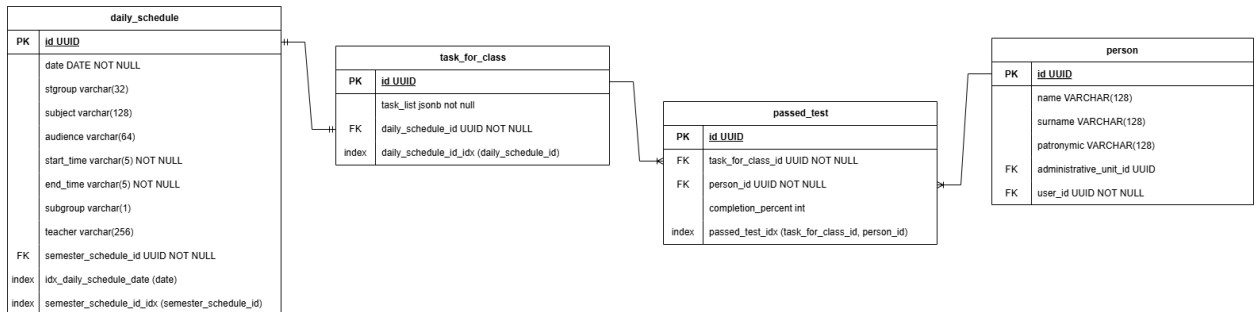 daily_schedule
PK id UUID
date DATE NOT NULL
stgroup varchar(32)
subject varchar(128)
audience varchar(64)
start_time varchar(5) NOT NULL
end_time varchar(5) NOT NULL
subgroup varchar(1)
teacher varchar(256)
FK semester_schedule_id UUID NOT NULL
index idx_daily_schedule_date (date)
index semester_schedule_id_idx (semester_schedule_id)
task_for_class
PK id UUID
task_list jsonb not null
FK daily_schedule_id UUID NOT NULL
index daily_schedule_id_idx (daily_schedule_id)
passed_test
PK id UUID
FK task_for_class_id UUID NOT NULL
FK person_id UUID NOT NULL
completion_percent int
index passed_test_idx (task_for_class_id, person_id)
person
PK id UUID
name VARCHAR(128)
surname VARCHAR(128)
patronymic VARCHAR(128)
FK administrative_unit_id UUID
FK user_id UUID NOT NULL